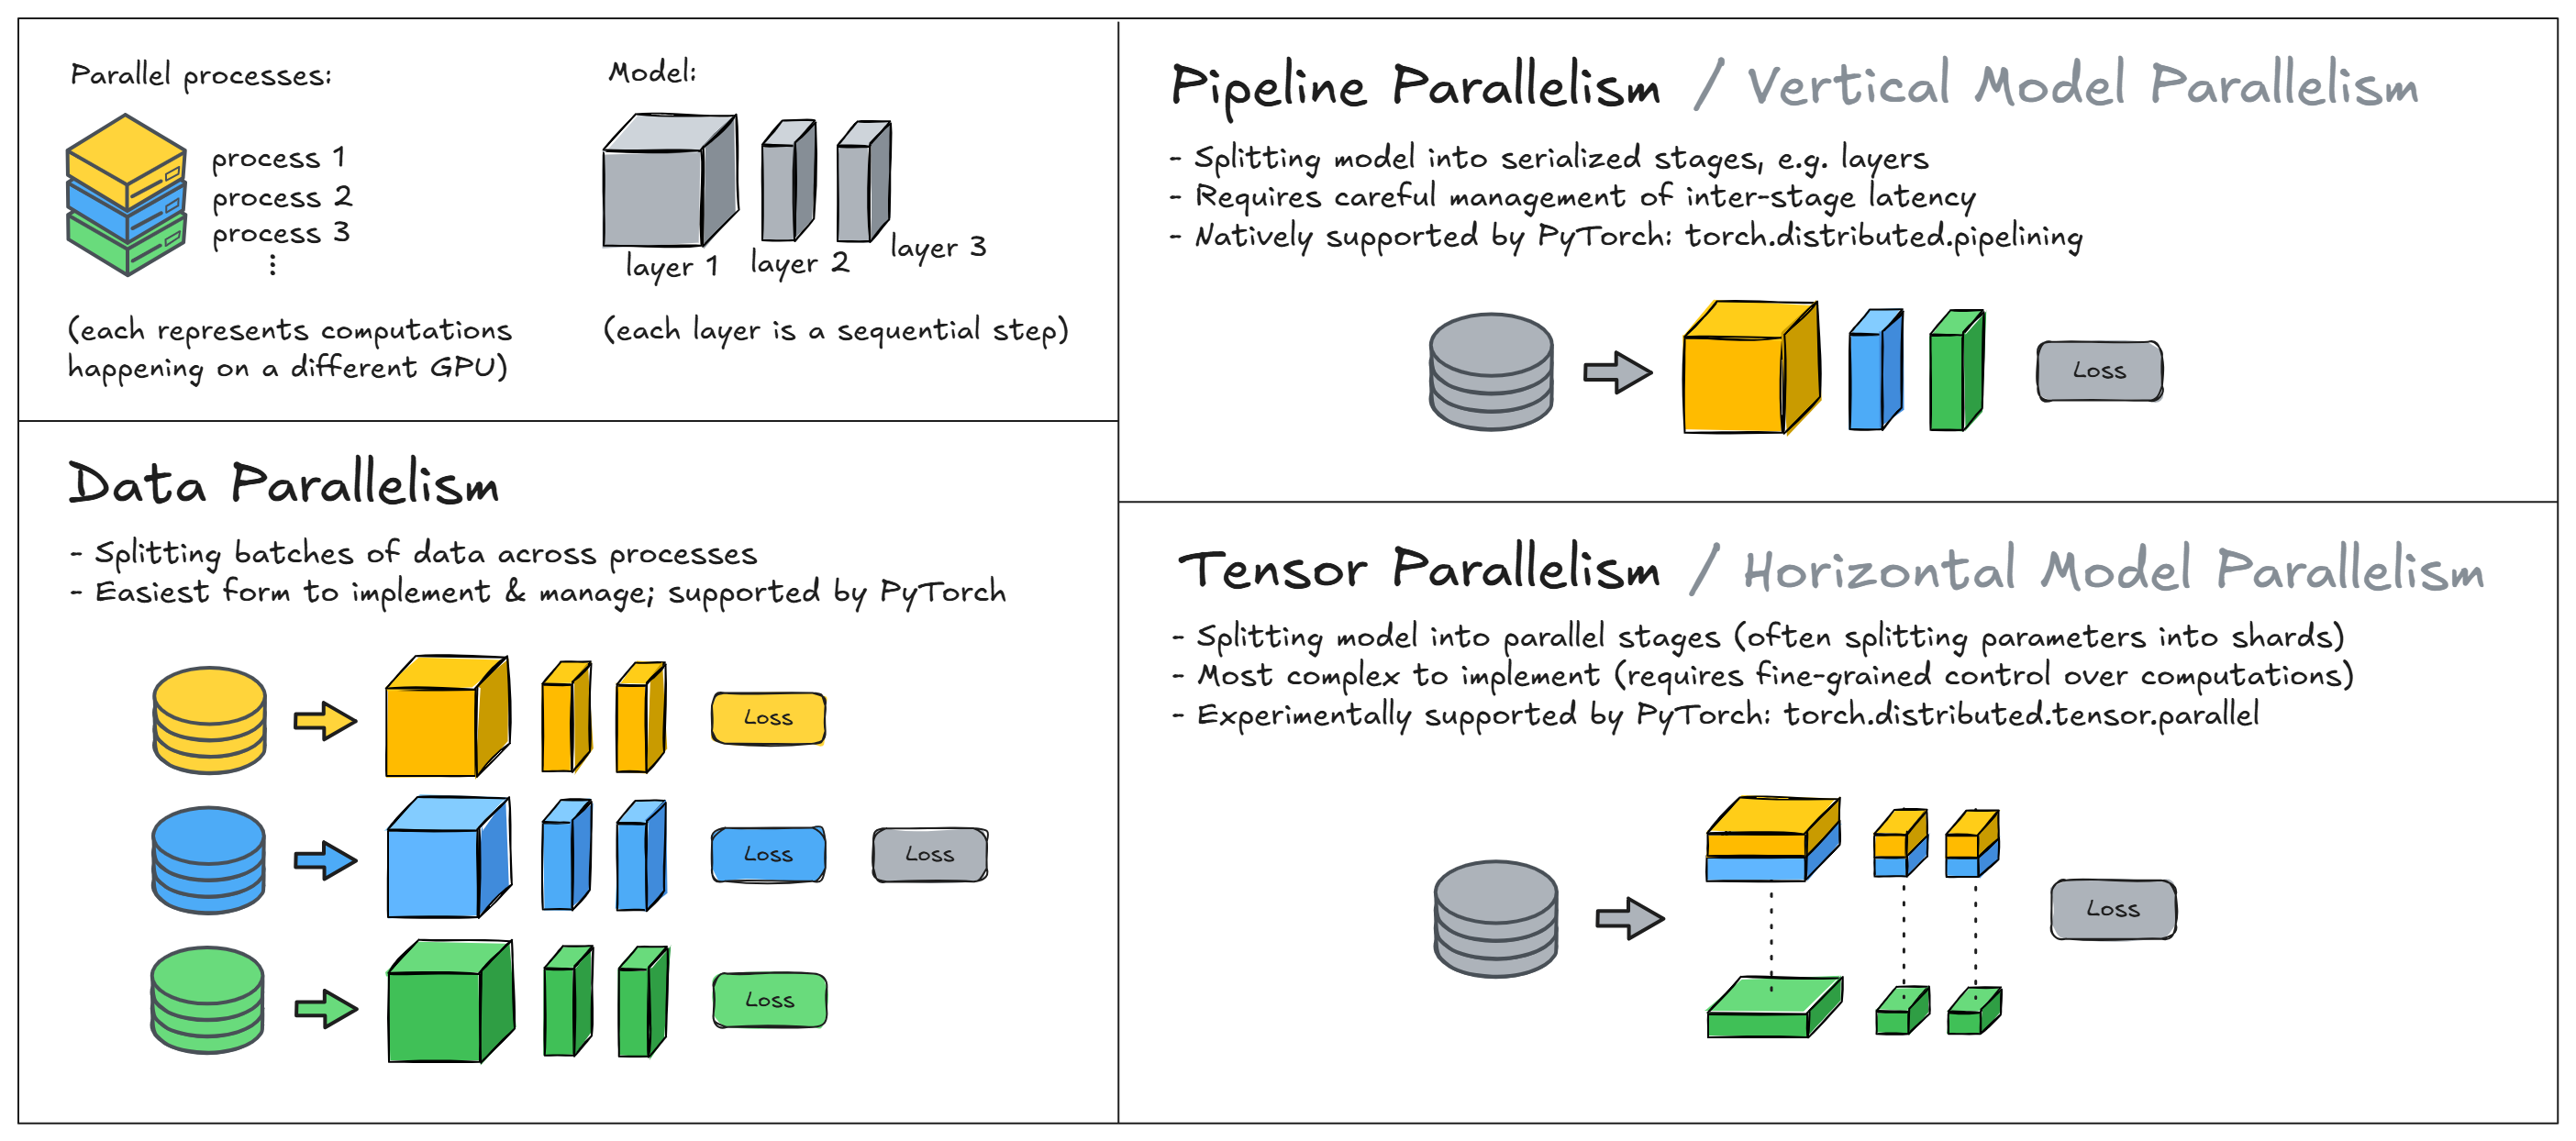 Parallel processes:
process 1
process 2
process 3
⋮
(each represents computations
happening on a different GPU)
Model:
layer 1
layer 2
layer 3
(each layer is a sequential step)
Data Parallelism
- Splitting batches of data across processes
- Easiest form to implement & manage; supported by PyTorch
Loss
Loss
Loss
Loss
Pipeline Parallelism / Vertical Model Parallelism
- Splitting model into serialized stages, e.g. layers
- Requires careful management of inter-stage latency
- Natively supported by PyTorch: torch.distributed.pipelining
Loss
Tensor Parallelism / Horizontal Model Parallelism
- Splitting model into parallel stages (often splitting parameters into shards)
- Most complex to implement (requires fine-grained control over computations)
- Experimentally supported by PyTorch: torch.distributed.tensor.parallel
Loss